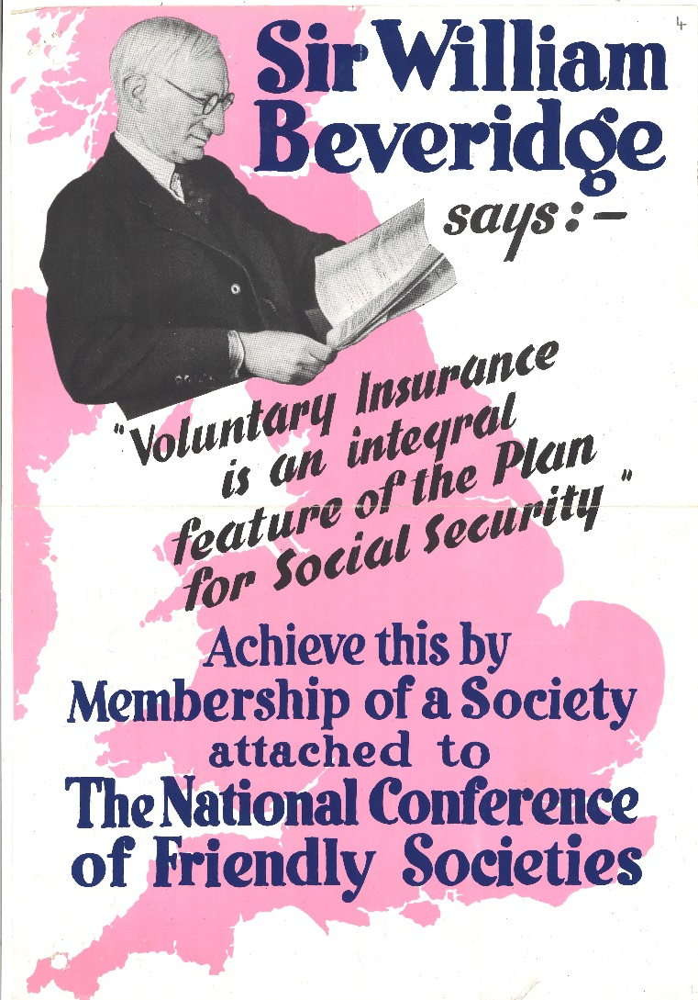 4
Sir William
Beveridge
says:-
"Voluntary Insurance
is an integral
feature of the Plan
for Social Security"
Achieve this by
Membership of a Society
attached to
The National Conference
of Friendly Societies